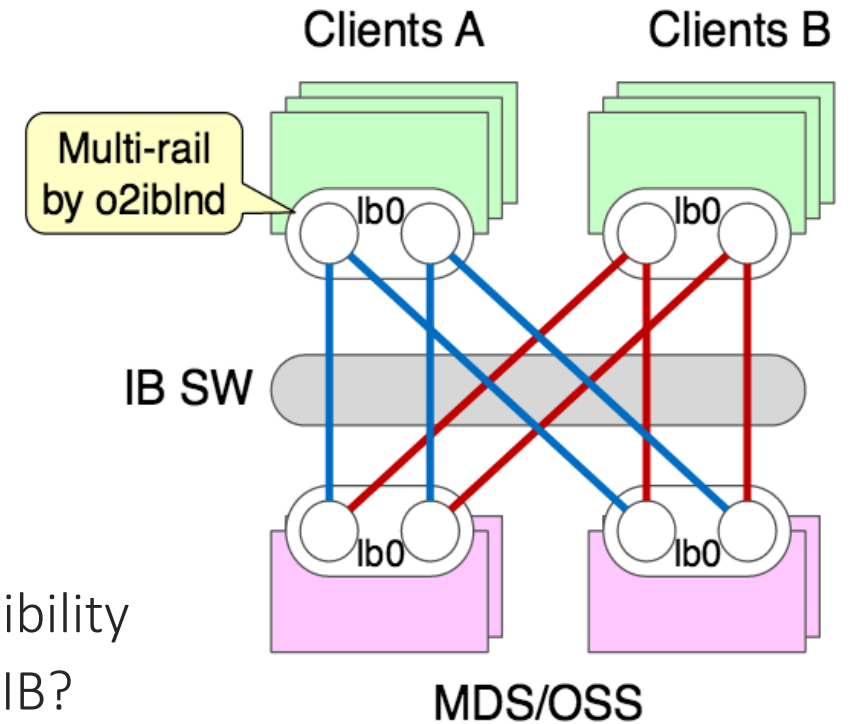 Clients A
Clients B
Multi-rail
by o2iblnd
Ib0
Ib0
IB SW
Ib0
Ib0
ibility
IB?
MDS/OSS